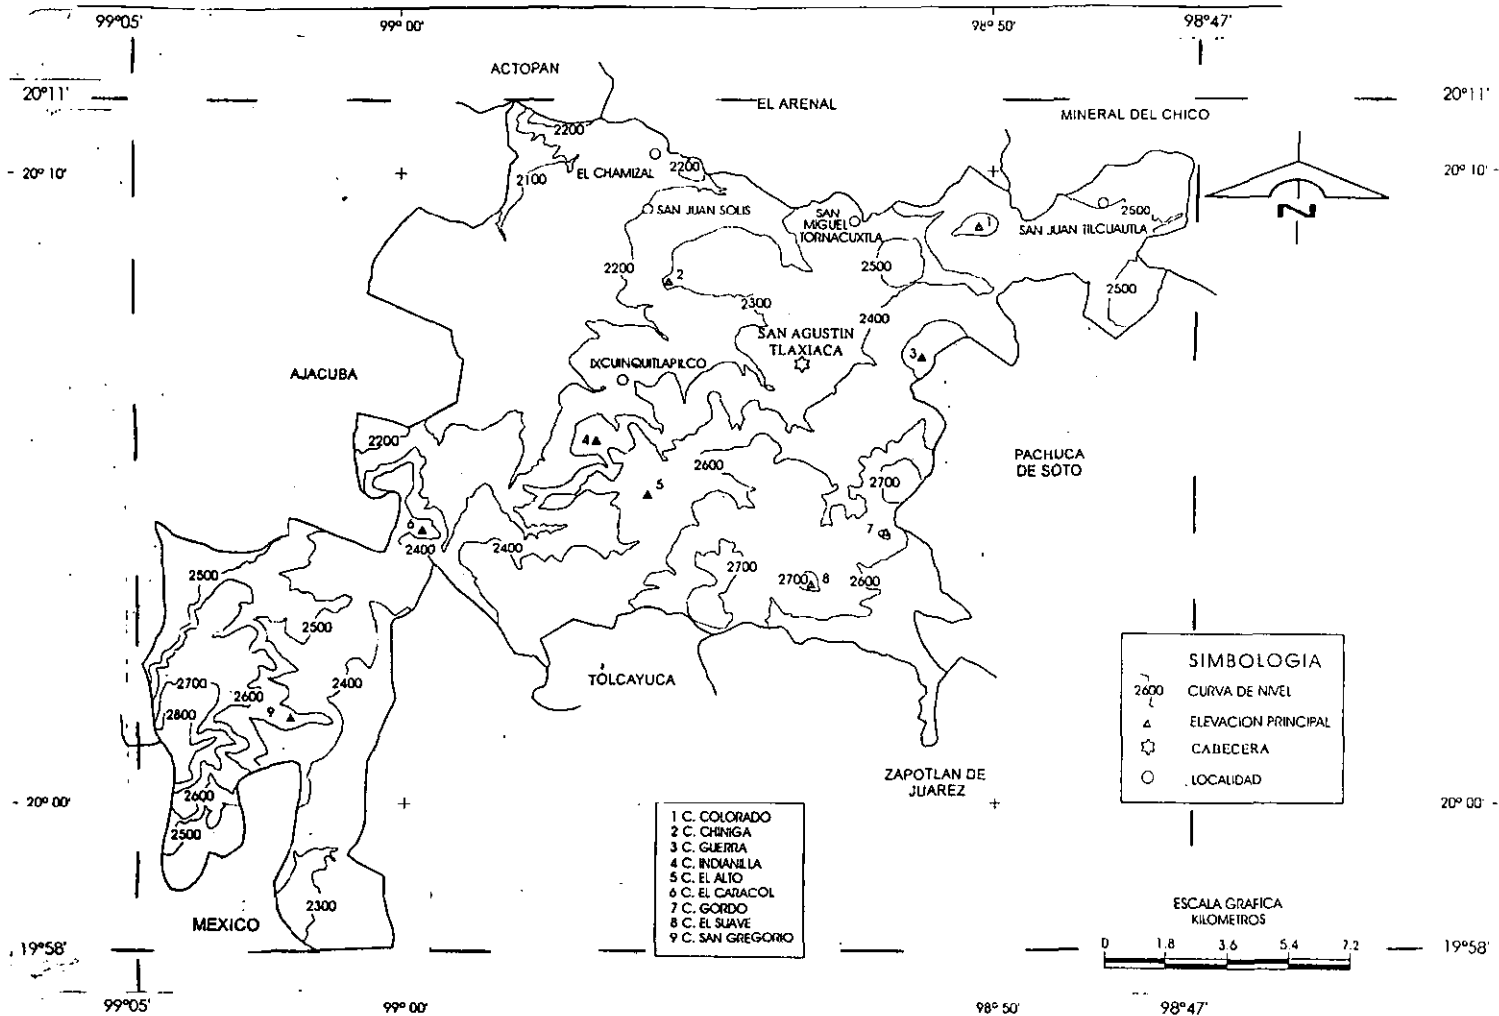 99°05'
99° 00'
98° 50'
98°47'
ACTOPAN
20°11'
EL ARENAL
MINERAL DEL CHICO
20°11'
20° 10'
2200
EL CHAMIZAL
2200
2100
20° 10'
SAN JUAN SOLIS
SAN
MIGUEL
TORNACUXTLA
1
2500
SAN JUAN TILCUAUTLA
N
2200
2
2500
2300
2400
2500
SAN AGUSTIN
TLAXIACA
3
IXCUINQUITLAPILCO
AJACUBA
2200
4
2600
PACHUCA
DE SOTO
5
2700
6
2400
2400
7
2500
2700
2700
8
2600
2500
TOLCAYUCA
2700
2600
2400
2800
9
SIMBOLOGIA
2600
CURVA DE NIVEL
ELEVACION PRINCIPAL
CABECERA
LOCALIDAD
ZAPOTLAN DE
JUAREZ
20° 00'
2600
2500
20° 00'
1 C. COLORADO
2 C. CHINIGA
3 C. GUERRA
4 C. INDIANILLA
5 C. EL ALTO
6 C. EL CARACOL
7 C. GORDO
8 C. EL SUAVE
9 C. SAN GREGORIO
2300
MEXICO
ESCALA GRAFICA
KILOMETROS
0 1.8 3.6 5.4 7.2
19°58'
19°58'
99°05'
99° 00'
98° 50'
98°47'